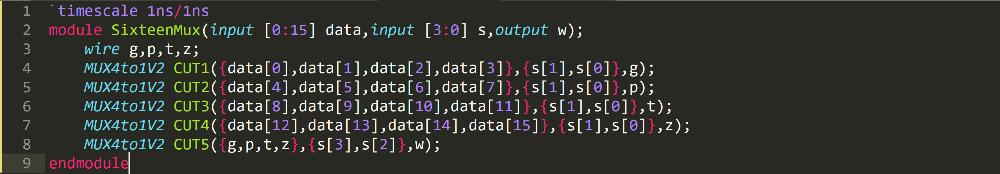 1 `timescale 1ns/1ns
2 module SixteenMux(input [0:15] data,input [3:0] s,output w);
3 wire g,p,t,z;
4 MUX4to1V2 CUT1({data[0],data[1],data[2],data[3]},{s[1],s[0]},g);
5 MUX4to1V2 CUT2({data[4],data[5],data[6],data[7]},{s[1],s[0]},p);
6 MUX4to1V2 CUT3({data[8],data[9],data[10],data[11]},{s[1],s[0]},t);
7 MUX4to1V2 CUT4({data[12],data[13],data[14],data[15]},{s[1],s[0]},z);
8 MUX4to1V2 CUT5({g,p,t,z},{s[3],s[2]},w);
9 endmodule